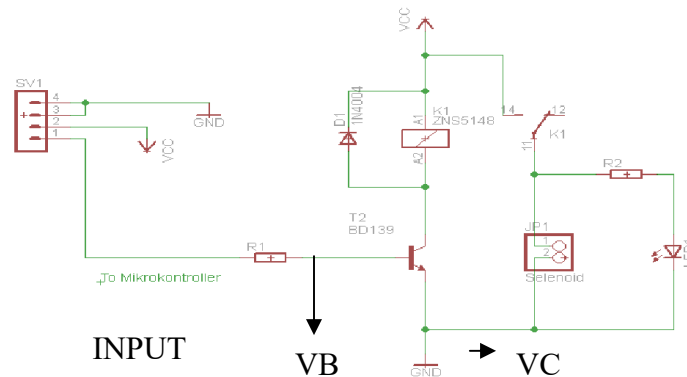 VCC
SV1
4
3
2
1
GND
VCC
D1
1N4004
A1
A2
K1
ZNS5148
14
12
11
K1
R2
T2
BD139
R1
JP1
1
2
Selenoid
To Mikrokontroller
INPUT
VB
GND
VC